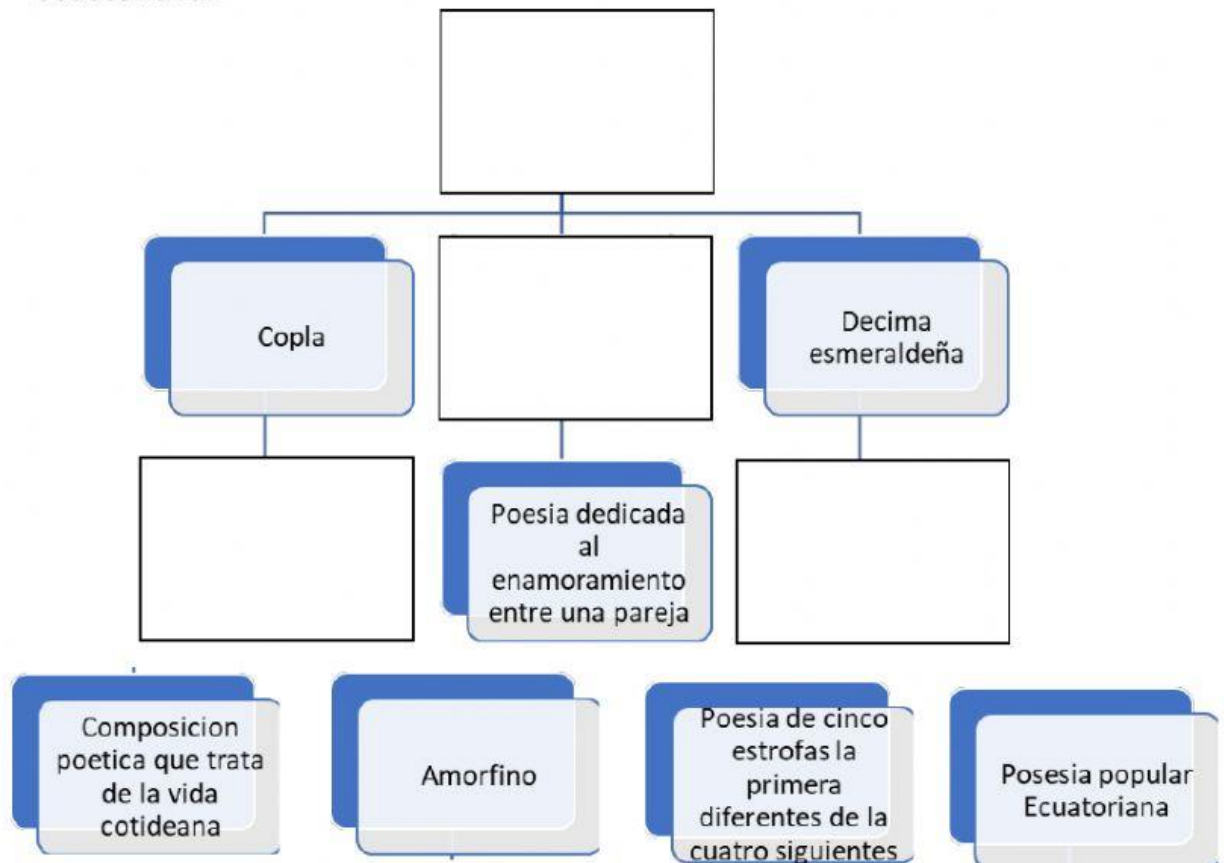 Copla
Decima
esmeraldeña
Poesia dedicada
al
enamoramiento
entre una pareja
Composicion
poetica que trata
de la vida
cotideana
Amorfino
Poesia de cinco
estrofas la
primera
diferentes de la
cuatro siguientes
Posesia popular
Ecuatoriana